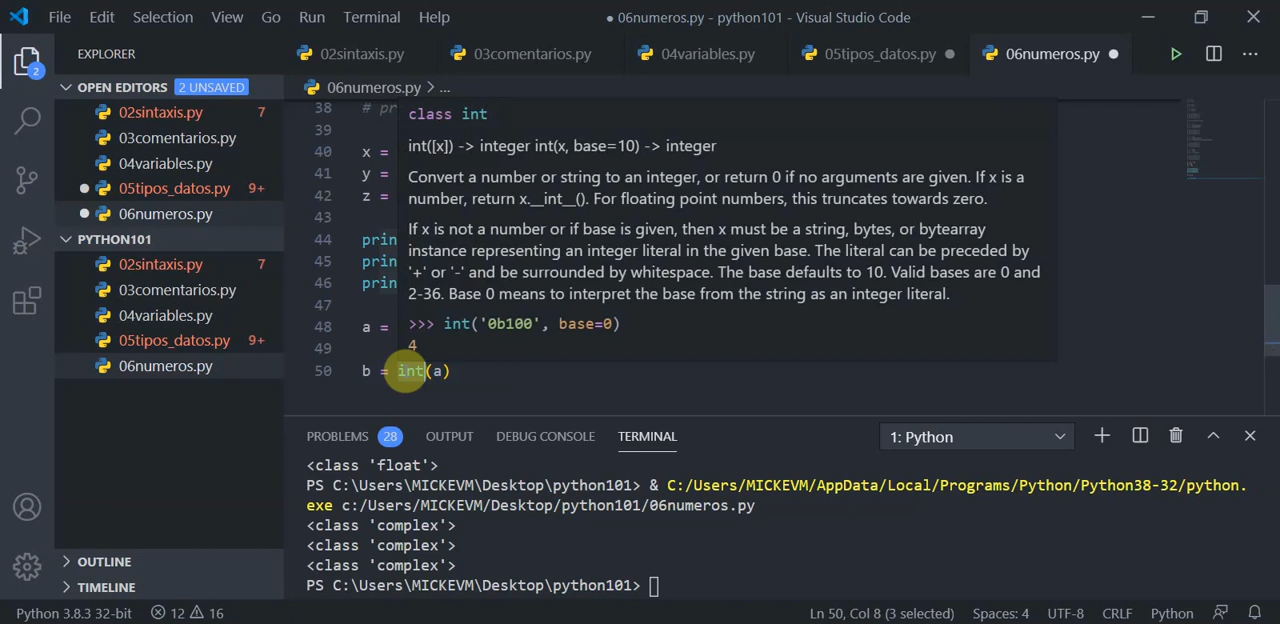 File Edit Selection View Go Run Terminal Help
● 06numeros.py - python101 - Visual Studio Code
EXPLORER
02sintaxis.py 03comentarios.py 04variables.py 05tipos_datos.py ● 06numeros.py ●
OPEN EDITORS 2 UNSAVED
02sintaxis.py 7
03comentarios.py
04variables.py
05tipos_datos.py 9+
06numeros.py
PYTHON101
02sintaxis.py 7
03comentarios.py
04variables.py
05tipos_datos.py 9+
06numeros.py
OUTLINE
TIMELINE
2
06numeros.py > ...
38 # pr
39
40 x =
41 y =
42 z =
43
44 prin
45 prin
46 prin
47
48 a =
49
50 b = int(a)
class int
int([x]) -> integer int(x, base=10) -> integer
Convert a number or string to an integer, or return 0 if no arguments are given. If x is a
number, return x.__int__(). For floating point numbers, this truncates towards zero.
If x is not a number or if base is given, then x must be a string, bytes, or bytearray
instance representing an integer literal in the given base. The literal can be preceded by
'+' or '-' and be surrounded by whitespace. The base defaults to 10. Valid bases are 0 and
2-36. Base 0 means to interpret the base from the string as an integer literal.
>>> int('0b100', base=0)
4
PROBLEMS 28 OUTPUT DEBUG CONSOLE TERMINAL 1: Python
<class 'float'>
PS C:\Users\MICKEVM\Desktop\python101> & C:/Users/MICKEVM/AppData/Local/Programs/Python/Python38-32/python.
exe c:/Users/MICKEVM/Desktop/python101/06numeros.py
<class 'complex'>
<class 'complex'>
<class 'complex'>
PS C:\Users\MICKEVM\Desktop\python101>
Python 3.8.3 32-bit 12 16 Ln 50, Col 8 (3 selected) Spaces: 4 UTF-8 CRLF Python